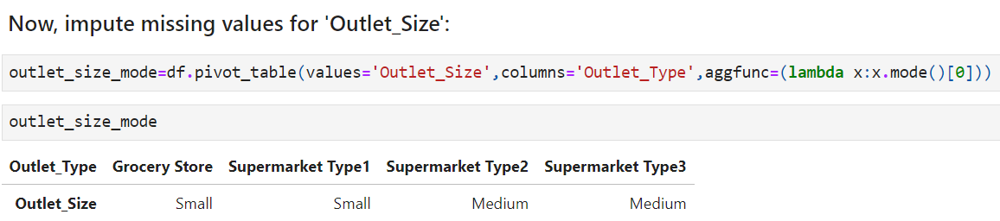 Now, impute missing values for 'Outlet_Size':
outlet_size_mode=df.pivot_table(values='Outlet_Size',columns='Outlet_Type',aggfunc=(lambda x:x.mode()[0]))
outlet_size_mode
Outlet_Type Grocery Store Supermarket Type1 Supermarket Type2 Supermarket Type3
Outlet_Size Small Small Medium Medium